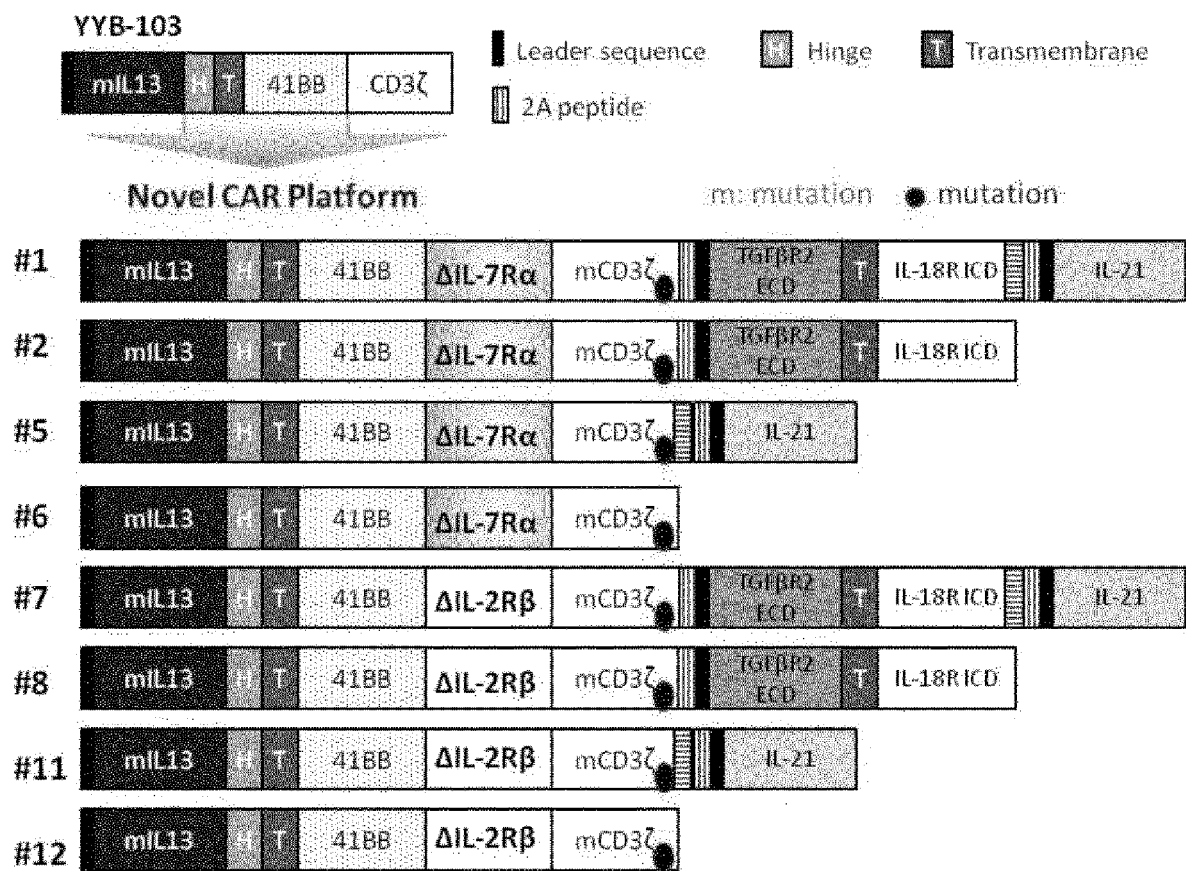 YYB-103
mIL13 H T 41BB CD3ζ
Leader sequence H Hinge T Transmembrane
2A peptide
Novel CAR Platform
m: mutation mutation
#1 mIL13 H T 41BB ΔIL-7Rα mCD3ζ TGFβR2 ECD T IL-18R ICD IL-21
#2 mIL13 H T 41BB ΔIL-7Rα mCD3ζ TGFβR2 ECD T IL-18R ICD
#5 mIL13 H T 41BB ΔIL-7Rα mCD3ζ IL-21
#6 mIL13 H T 41BB ΔIL-7Rα mCD3ζ
#7 mIL13 H T 41BB ΔIL-2Rβ mCD3ζ TGFβR2 ECD T IL-18R ICD IL-21
#8 mIL13 H T 41BB ΔIL-2Rβ mCD3ζ TGFβR2 ECD T IL-18R ICD
#11 mIL13 H T 41BB ΔIL-2Rβ mCD3ζ IL-21
#12 mIL13 H T 41BB ΔIL-2Rβ mCD3ζ